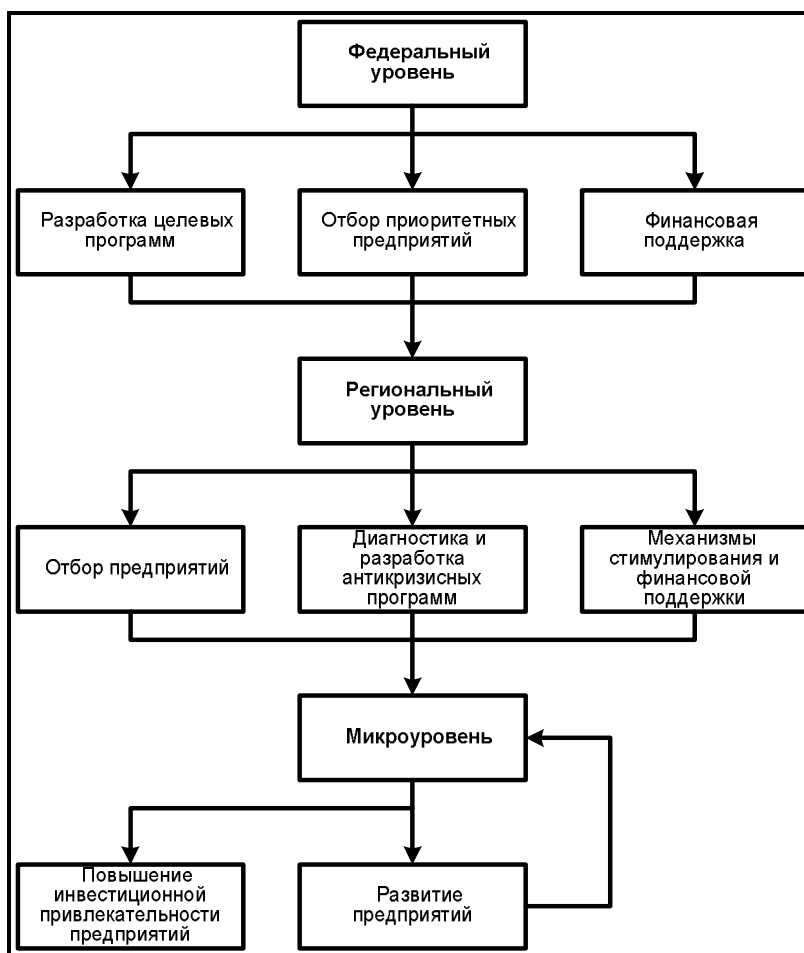 Федеральный
уровень
Разработка целевых
программ
Отбор приоритетных
предприятий
Финансовая
поддержка
Региональный
уровень
Отбор предприятий
Диагностика и
разработка
антикризисных
программ
Механизмы
стимулирования и
финансовой
поддержки
Микроуровень
Повышение
инвестиционной
привлекательности
предприятий
Развитие
предприятий